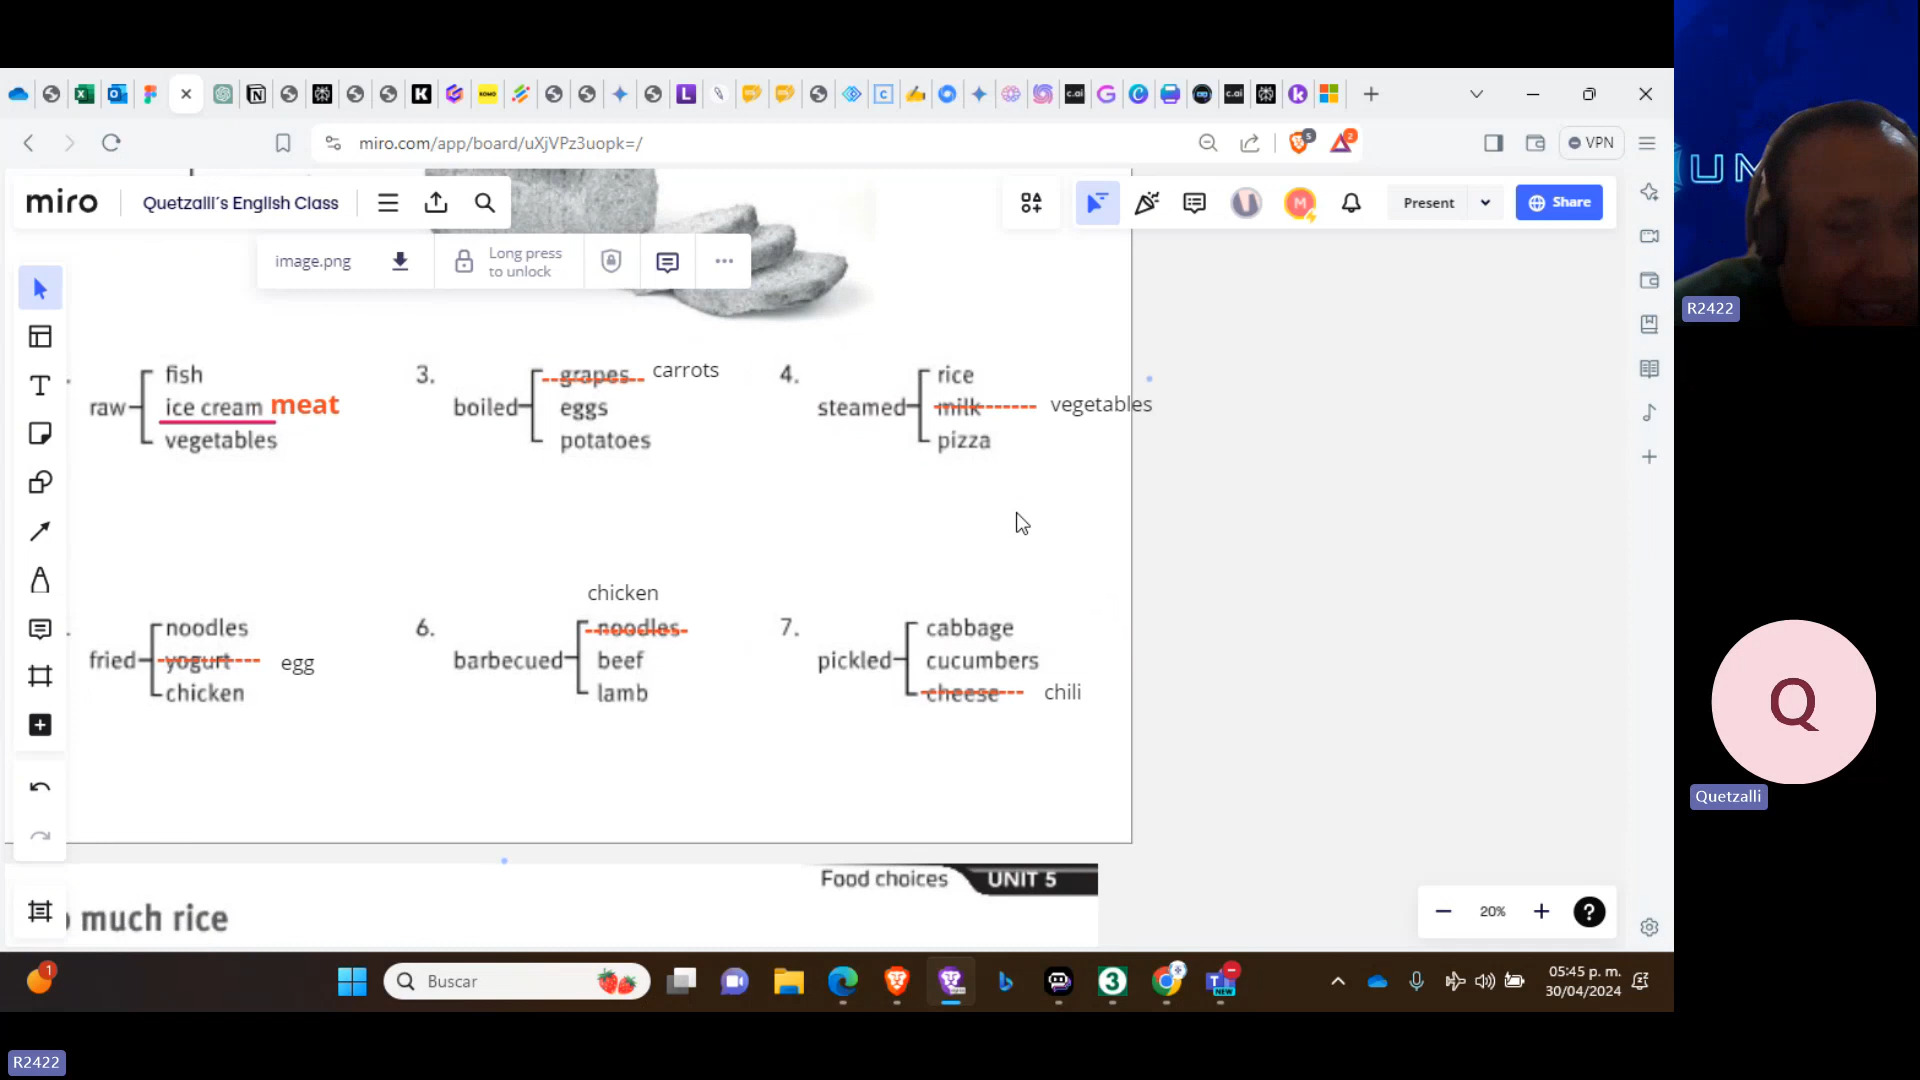 miro.com/app/board/uXjVPz3uopk=/
VPN
miro
Quetzalli´s English Class
Present
Share
image.png
Long press
to unlock
raw
fish
ice cream
meat
vegetables
3.
boiled
grapes
carrots
eggs
potatoes
4.
steamed
rice
milk
vegetables
pizza
fried
noodles
yogurt
egg
chicken
6.
barbecued
chicken
noodles
beef
lamb
7.
pickled
cabbage
cucumbers
cheese
chili
Food choices
UNIT 5
much rice
20%
Buscar
05:45 p. m.
30/04/2024
R2422
Q
Quetzalli
R2422